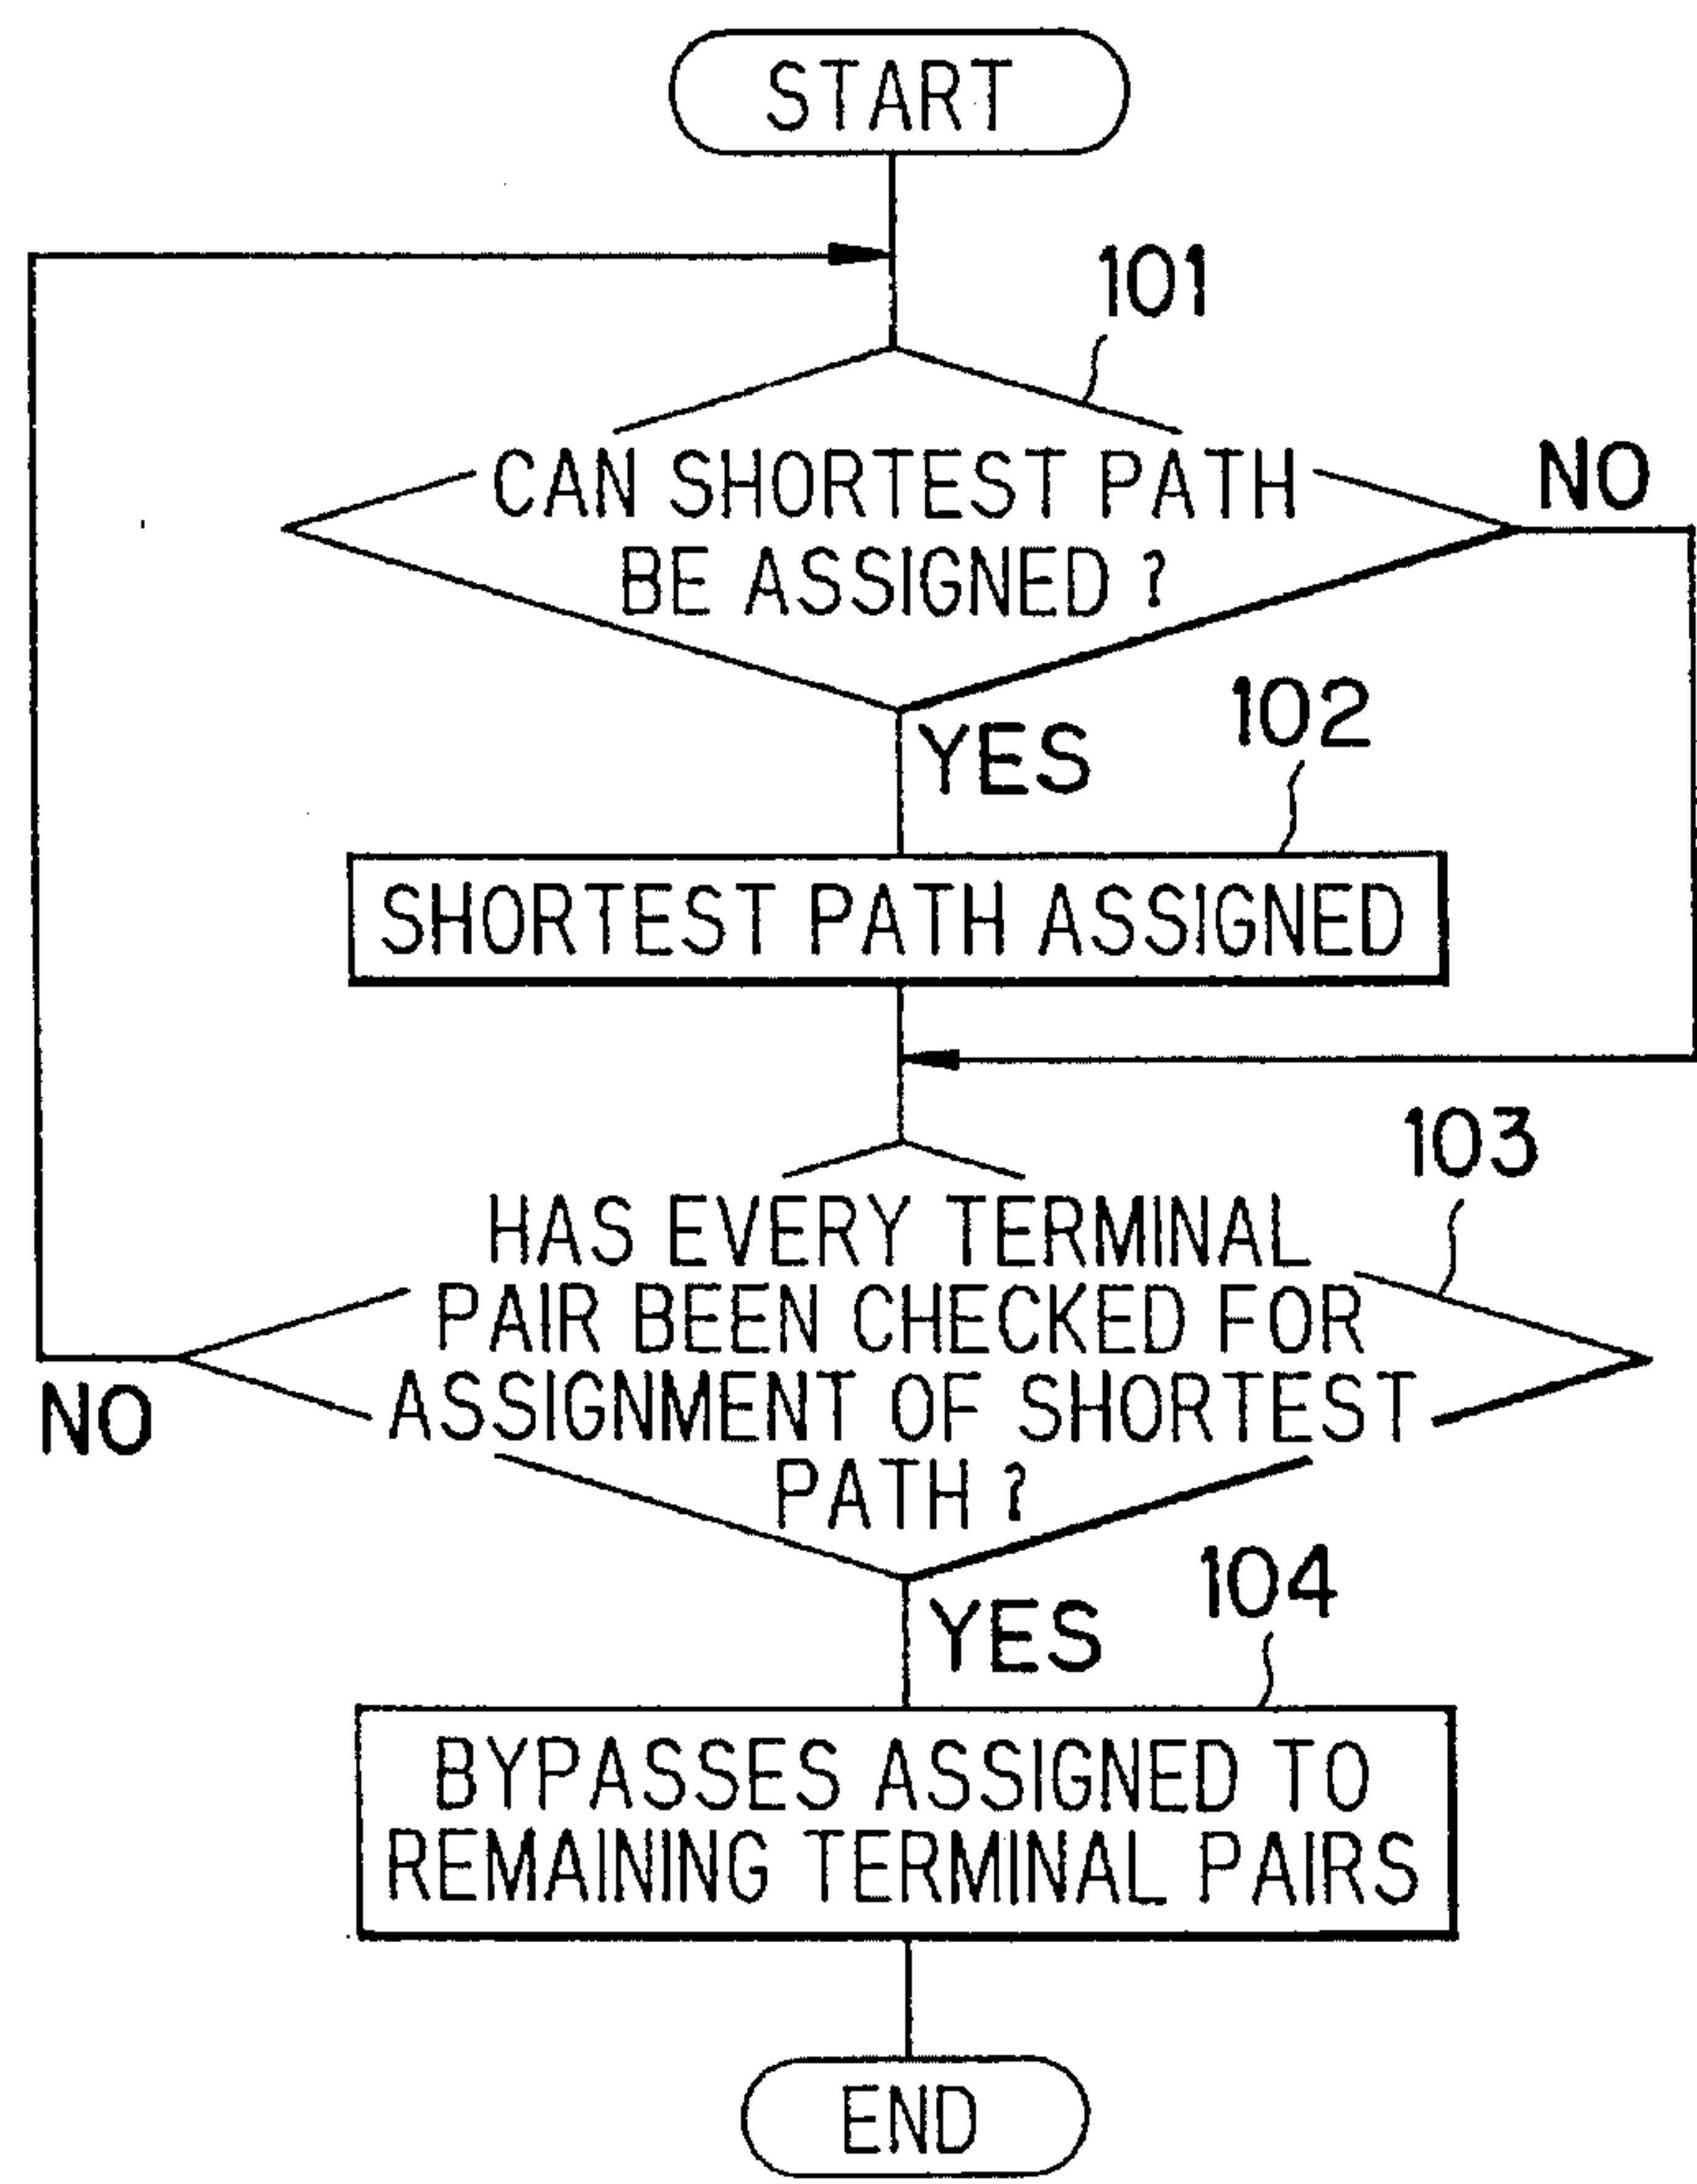 START
101
CAN SHORTEST PATH
BE ASSIGNED ?
NO
YES
102
SHORTEST PATH ASSIGNED
103
HAS EVERY TERMINAL
PAIR BEEN CHECKED FOR
ASSIGNMENT OF SHORTEST
PATH ?
NO
YES
104
BYPASSES ASSIGNED TO
REMAINING TERMINAL PAIRS
END